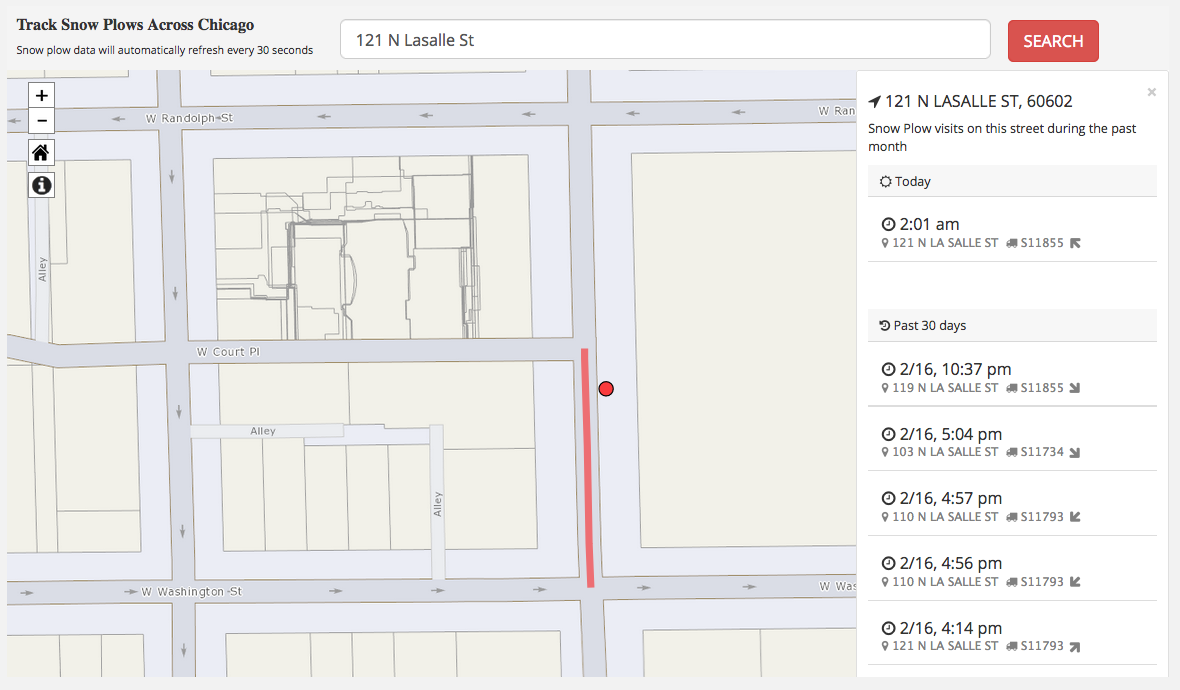 Track Snow Plows Across Chicago
Snow plow data will automatically refresh every 30 seconds
121 N Lasalle St
SEARCH
+
−
W Randolph St
W Ran
Alley
W Court Pl
Alley
Alley
W Washington St
W Was
121 N LASALLE ST, 60602
×
Snow Plow visits on this street during the past
month
Today
2:01 am
121 N LA SALLE ST S11855
Past 30 days
2/16, 10:37 pm
119 N LA SALLE ST S11855
2/16, 5:04 pm
103 N LA SALLE ST S11734
2/16, 4:57 pm
110 N LA SALLE ST S11793
2/16, 4:56 pm
110 N LA SALLE ST S11793
2/16, 4:14 pm
121 N LA SALLE ST S11793